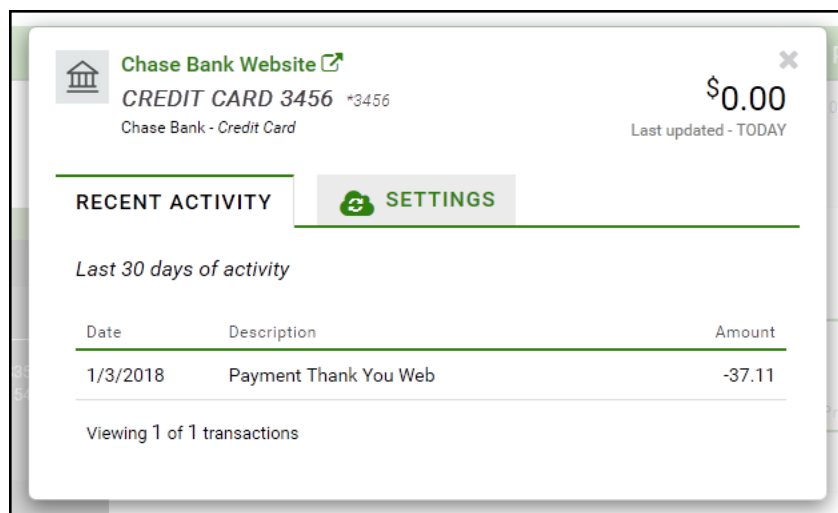 Chase Bank Website
CREDIT CARD 3456 *3456
Chase Bank - Credit Card
$0.00
Last updated - TODAY
RECENT ACTIVITY
SETTINGS
Last 30 days of activity
Date Description Amount
1/3/2018 Payment Thank You Web -37.11
Viewing 1 of 1 transactions